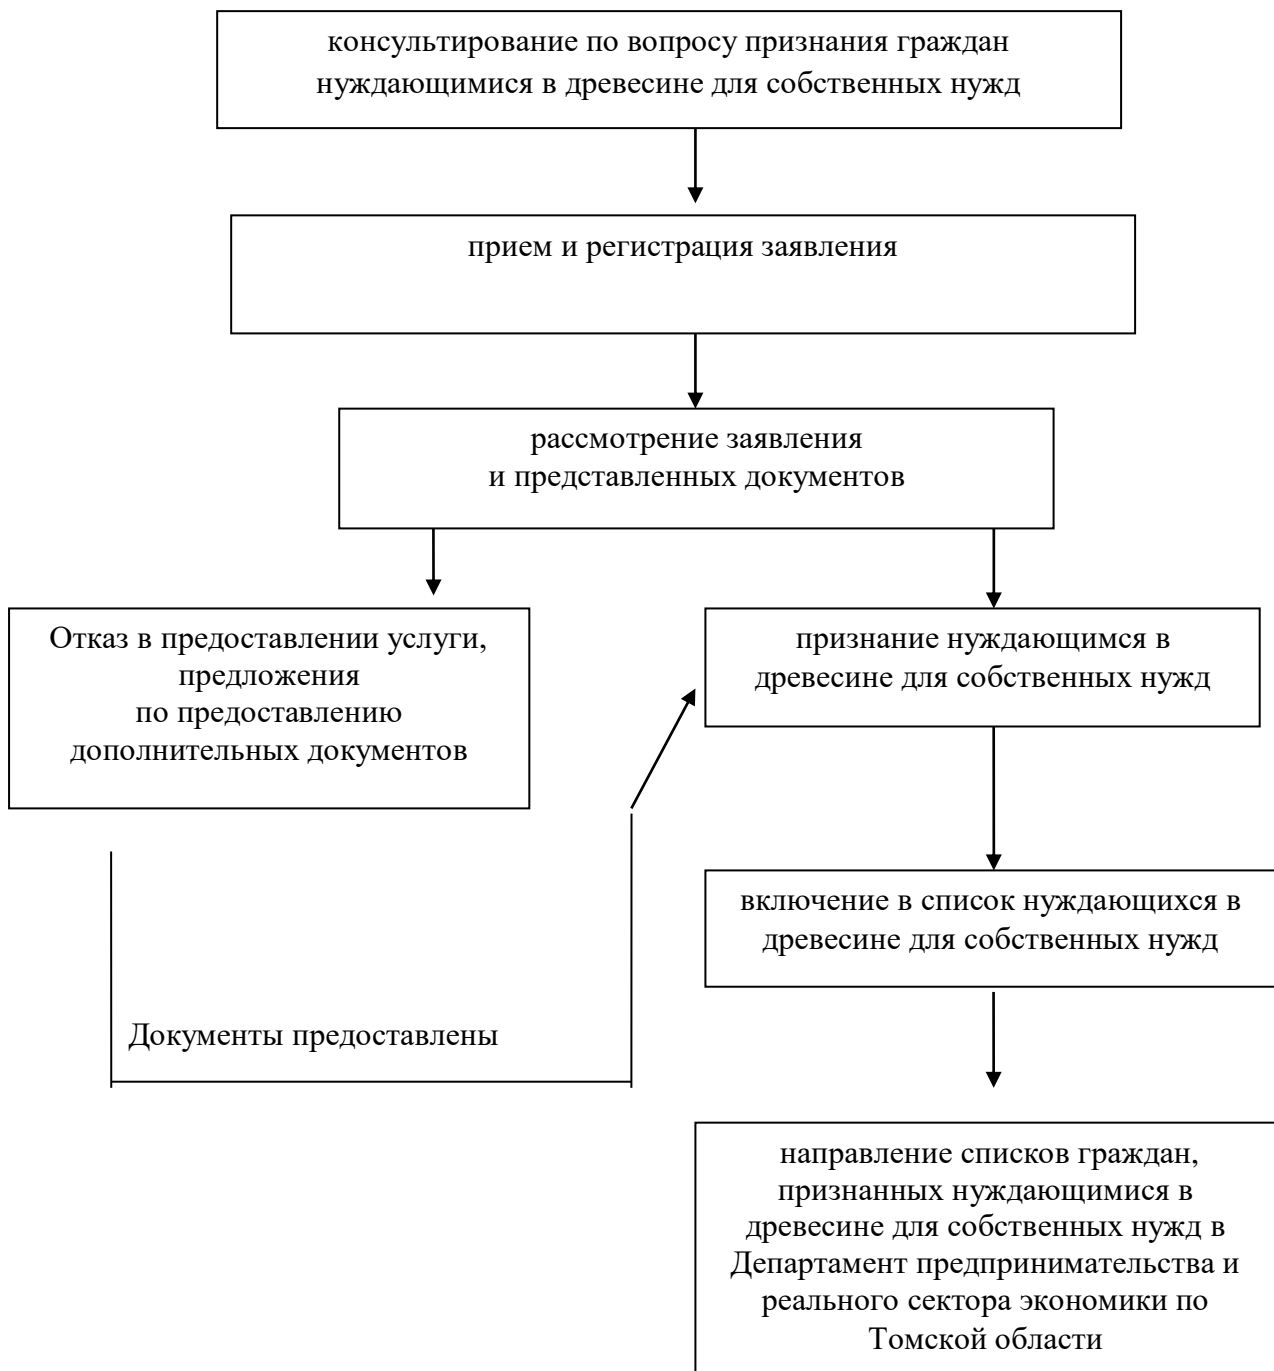 консультирование по вопросу признания граждан
нуждающимися в древесине для собственных нужд
прием и регистрация заявления
рассмотрение заявления
и представленных документов
Отказ в предоставлении услуги,
предложения
по предоставлению
дополнительных документов
признание нуждающимся в
древесине для собственных нужд
включение в список нуждающихся в
древесине для собственных нужд
Документы предоставлены
направление списков граждан,
признанных нуждающимися в
древесине для собственных нужд в
Департамент предпринимательства и
реального сектора экономики по
Томской области